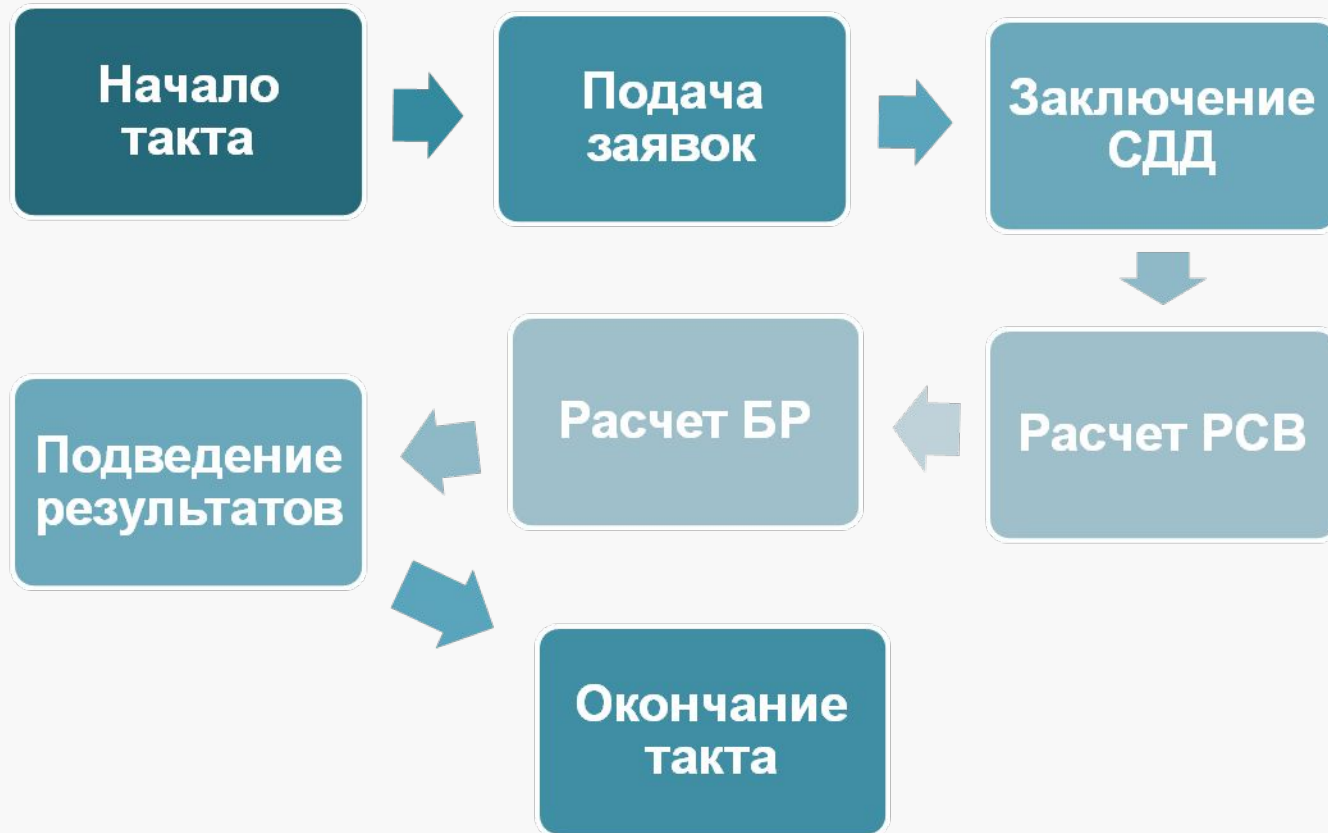 Начало
такта
Подача
заявок
Заключение
СДД
Расчет РСВ
Расчет БР
Подведение
результатов
Окончание
такта